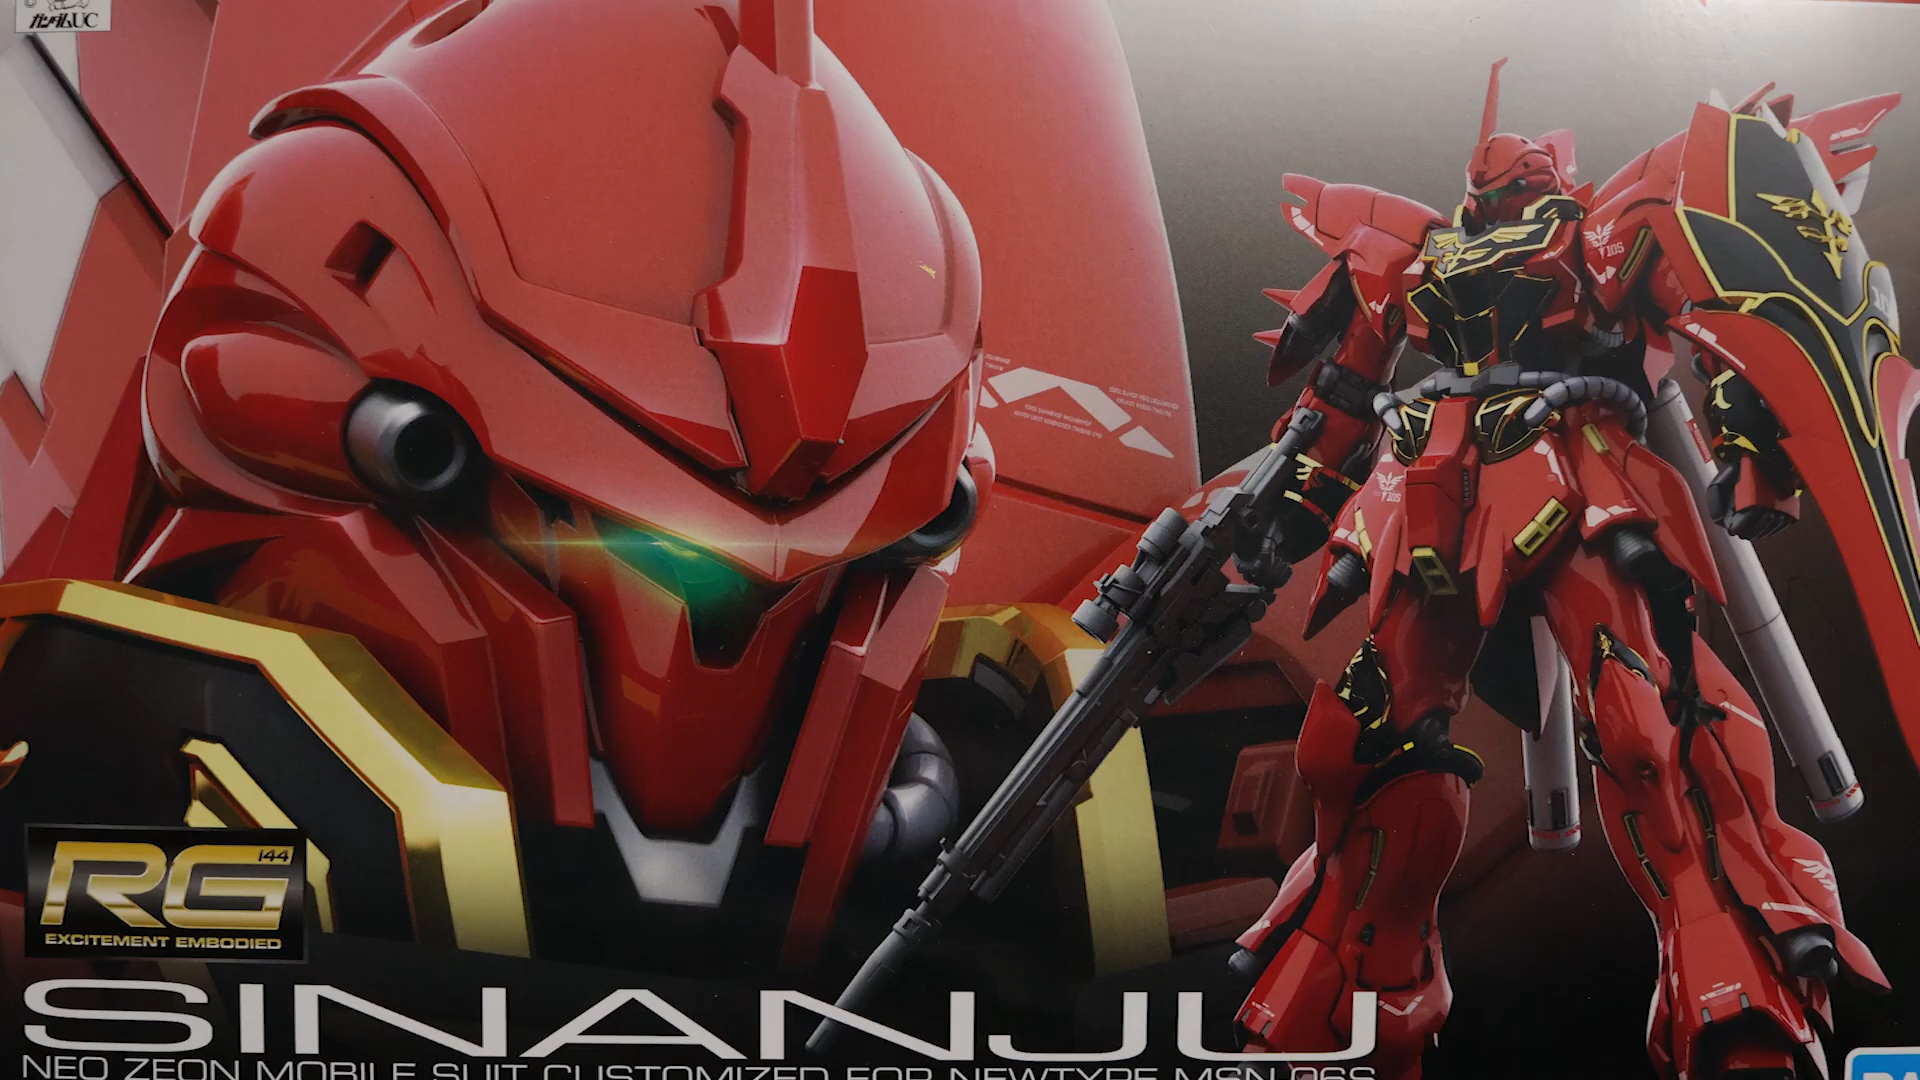 ガンダムUC
105
105
RG 144
EXCITEMENT EMBODIED
SINANJU
NEO ZEON MOBILE SUIT CUSTOMIZED FOR NEWTYPE MSN-06S